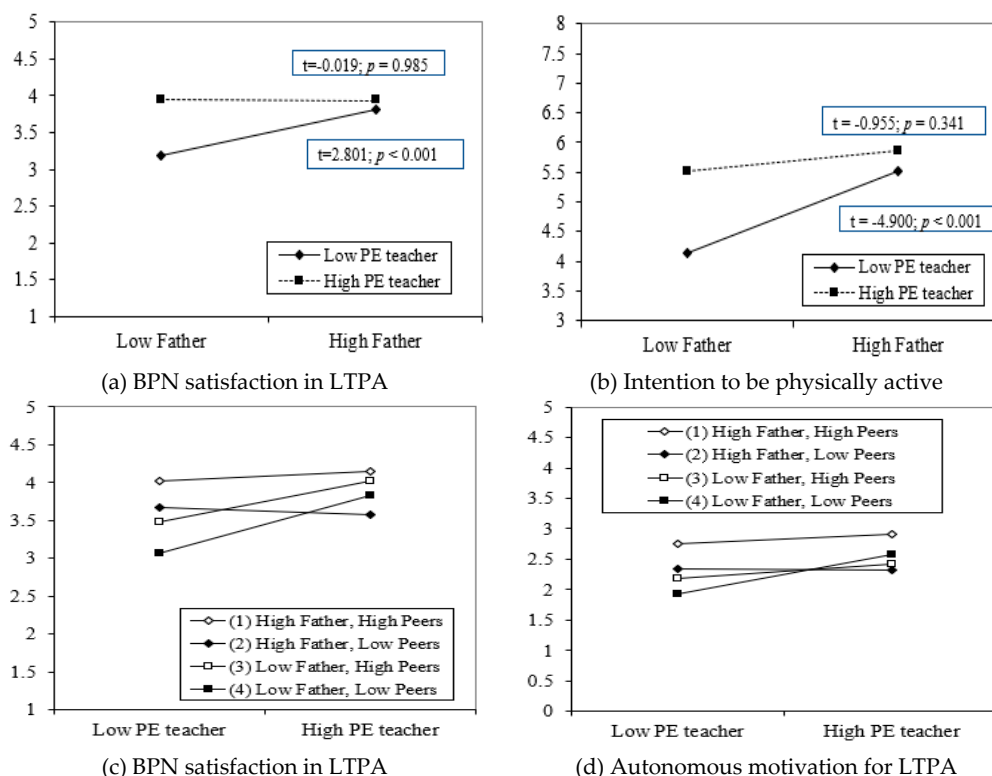 5
4.5
4
3.5
3
2.5
2
1.5
1
t=-0.019; p = 0.985
t=2.801; p < 0.001
Low PE teacher
High PE teacher
Low Father High Father
(a) BPN satisfaction in LTPA
8
7.5
7
6.5
6
5.5
5
4.5
4
3.5
3
t = -0.955; p = 0.341
t = -4.900; p < 0.001
Low PE teacher
High PE teacher
Low Father High Father
(b) Intention to be physically active
5
4.5
4
3.5
3
2.5
2
1.5
1
(1) High Father, High Peers
(2) High Father, Low Peers
(3) Low Father, High Peers
(4) Low Father, Low Peers
Low PE teacher High PE teacher
(c) BPN satisfaction in LTPA
5
4.5
4
3.5
3
2.5
2
1.5
1
0.5
0
(1) High Father, High Peers
(2) High Father, Low Peers
(3) Low Father, High Peers
(4) Low Father, Low Peers
Low PE teacher High PE teacher
(d) Autonomous motivation for LTPA